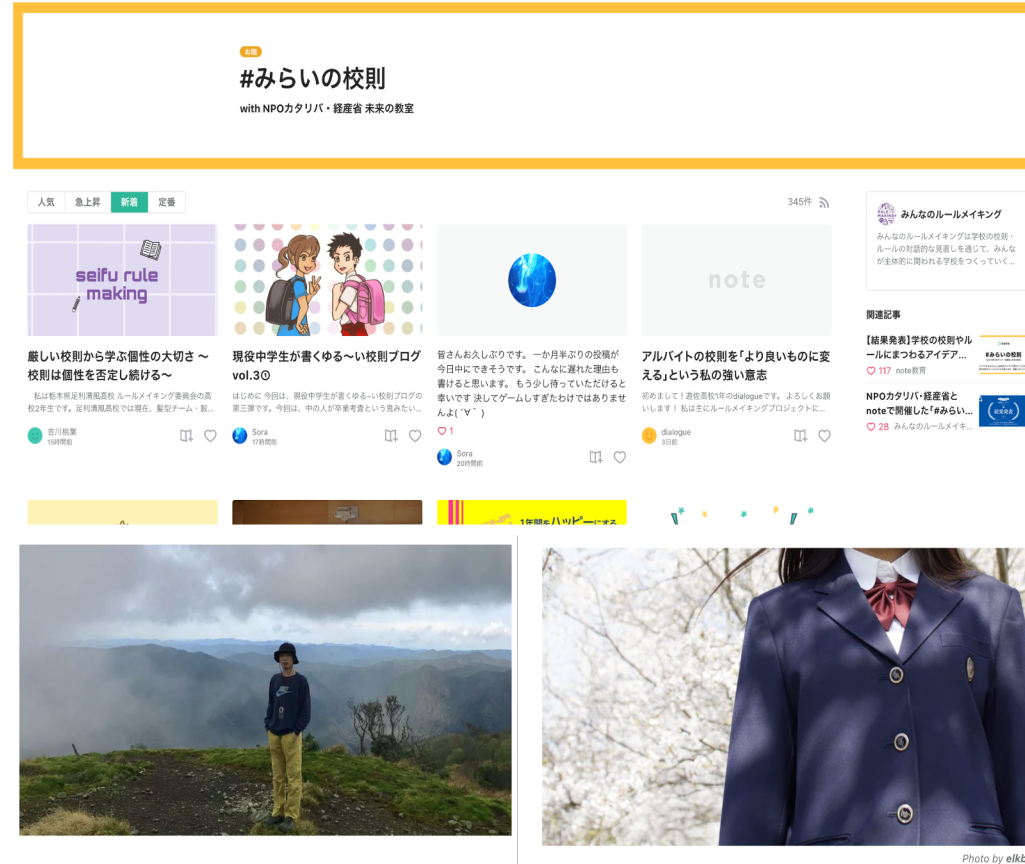 お題
#みらいの校則
with NPOカタリバ・経産省 未来の教室
人気 急上昇 新着 定番
345件
seifu rule
making
厳しい校則から学ぶ個性の大切さ 〜
校則は個性を否定し続ける〜
私は栃木県足利清風高校 ルールメイキング委員会の高
校2年生です。足利清風高校では現在、髪型チーム・服...
吉川桃葉
15時間前
現役中学生が書くゆる〜い校則ブログ
vol.3①
はじめに 今回は、現役中学生が書くゆる〜い校則ブログの
第三弾です。今回は、中の人が卒業考査という鬼みたい...
Sora
17時間前
皆さんお久しぶりです。 一か月半ぶりの投稿が
今日中にできそうです。 こんなに遅れた理由も
書けると思います。 もう少し待っていただけると
幸いです 決してゲームしすぎたわけではありませ
んよ( ´∀｀ )
1
Sora
20時間前
note
アルバイトの校則を「より良いものに変
える」という私の強い意志
初めまして！遊佐高校1年のdialogueです。 よろしくお願
いします！ 私は主にルールメイキングプロジェクトに...
dialogue
3日前
みんなのルールメイキング
みんなのルールメイキングは学校の校則・
ルールの対話的な見直しを通じて、みんな
が主体的に関われる学校をつくっていく...
関連記事
【結果発表】学校の校則やル
ールにまつわるアイデア...
117 note教育
#みらいの校則
NPOカタリバ・経産省と
noteで開催した「#みらい...
28 みんなのルールメイキ...
結果発表
1年間をハッピーにする
Photo by elkb